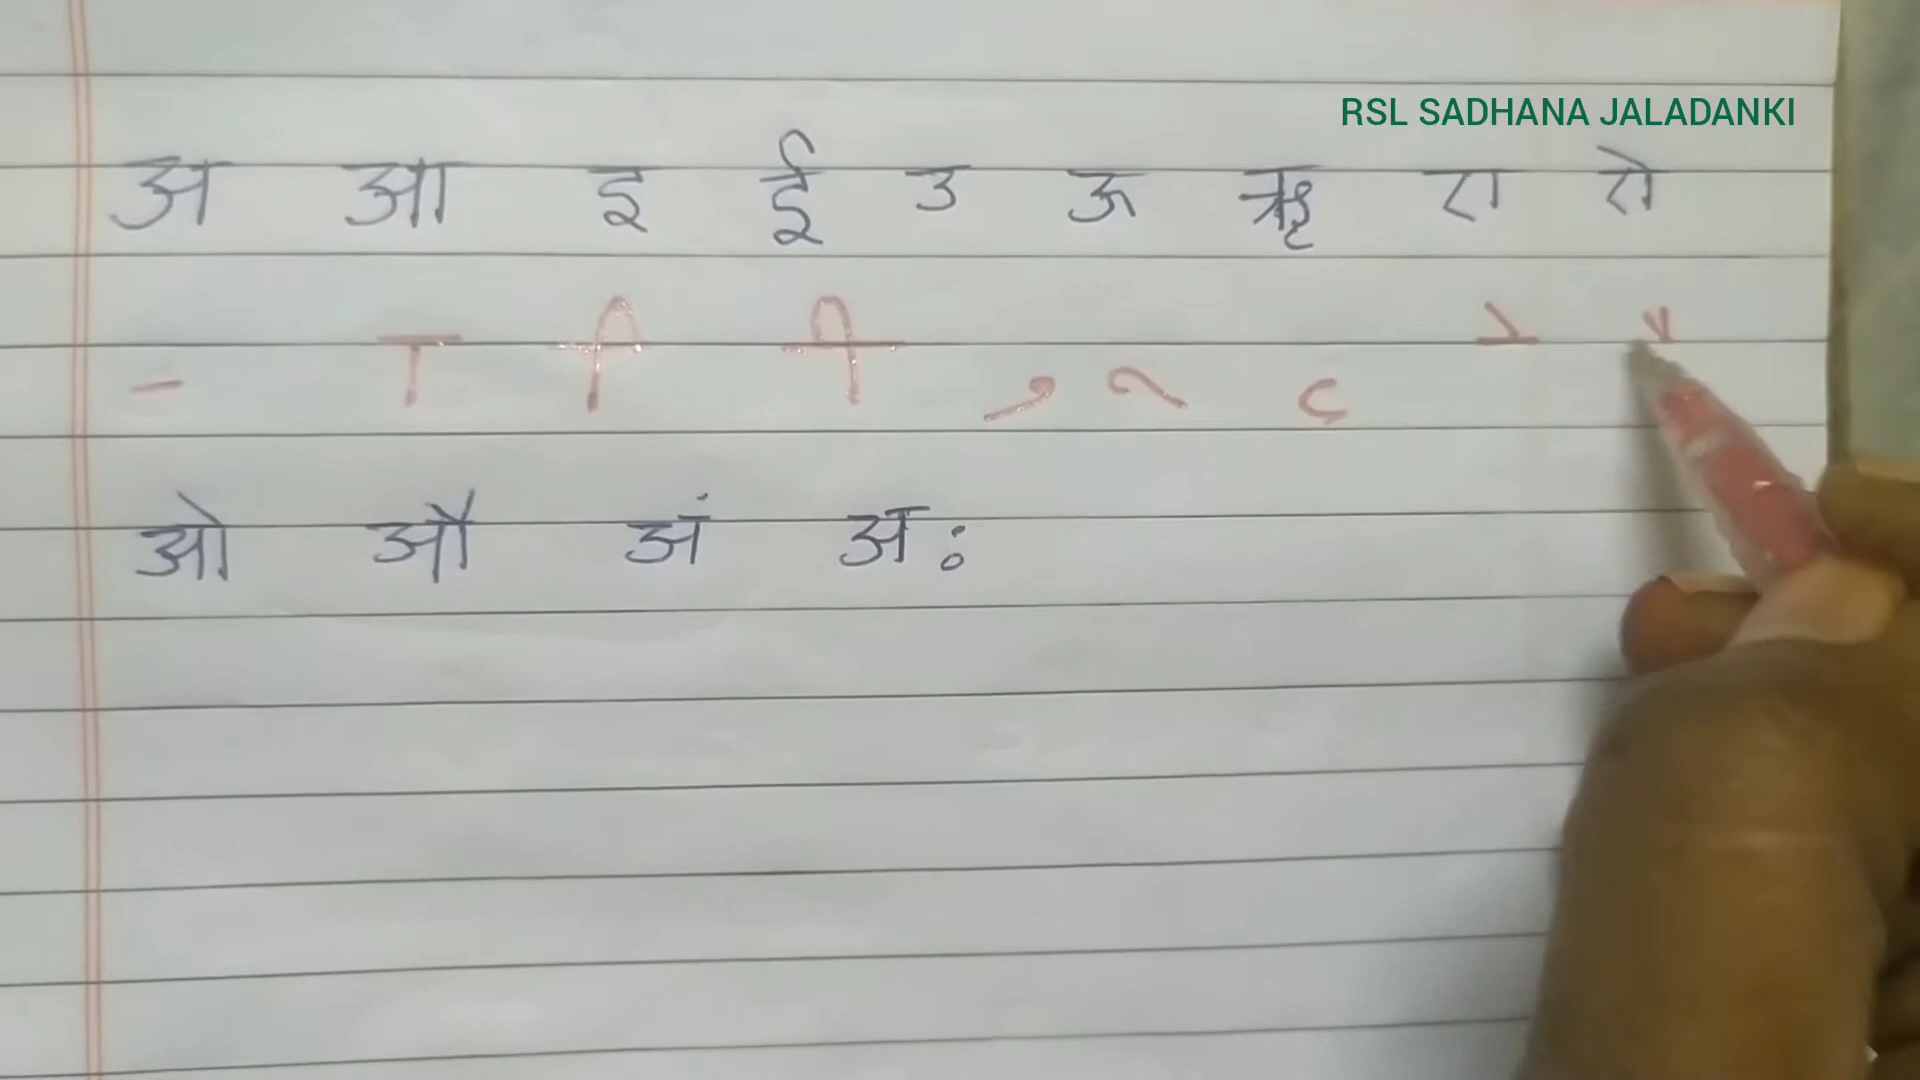 RSL SADHANA JALADANKI
अ आ इ ई उ ऊ ऋ ए ऐ
- ा ि ी ु ू ृ े ै
ओ औ अं अः